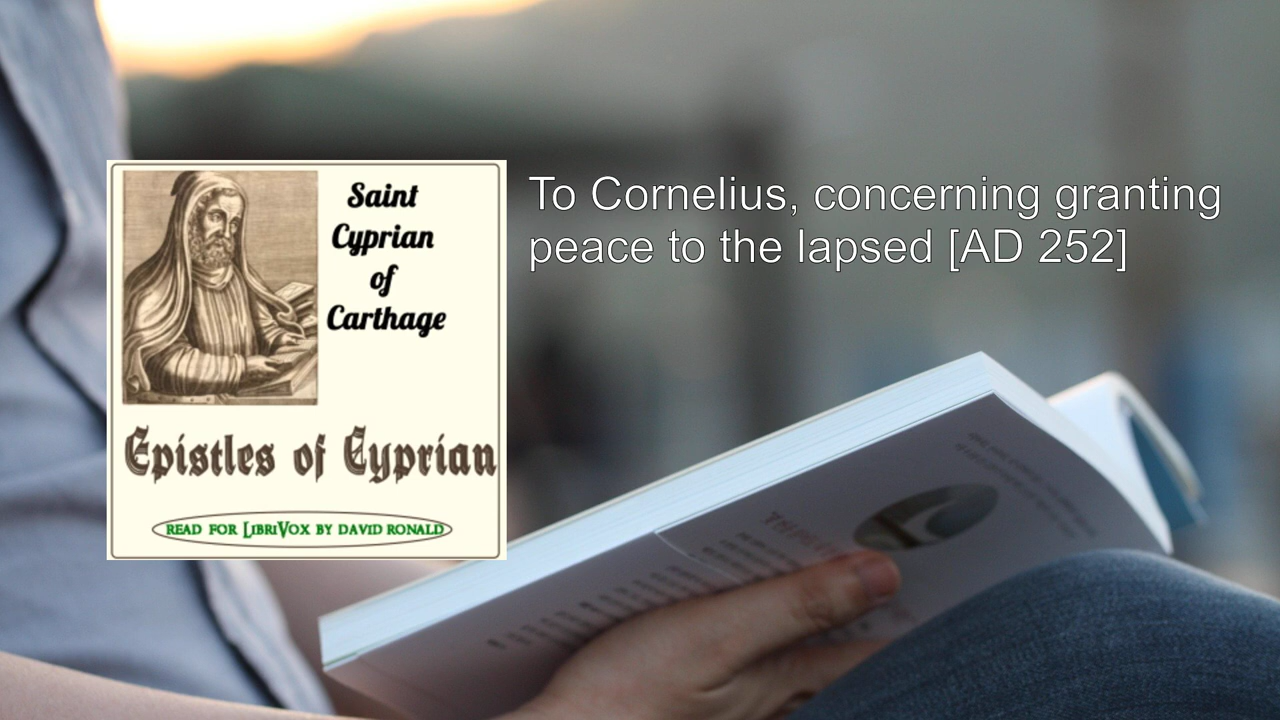 Saint
Cyprian
of
Carthage
Epistles of Cyprian
READ FOR LIBRIVOX BY DAVID RONALD
To Cornelius, concerning granting
peace to the lapsed [AD 252]